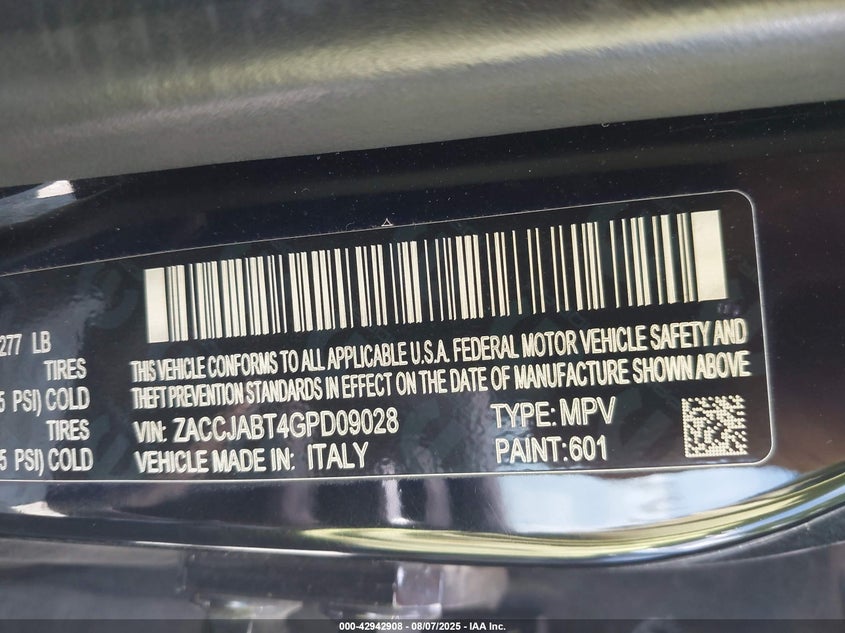 277 LB
TIRES
5 PSI) COLD
TIRES
5 PSI) COLD
THIS VEHICLE CONFORMS TO ALL APPLICABLE U.S.A. FEDERAL MOTOR VEHICLE SAFETY AND
THEFT PREVENTION STANDARDS IN EFFECT ON THE DATE OF MANUFACTURE SHOWN ABOVE
VIN: ZACCJABT4GPD09028 TYPE: MPV
VEHICLE MADE IN: ITALY PAINT: 601
000-42942908 - 08/07/2025 - IAA Inc.